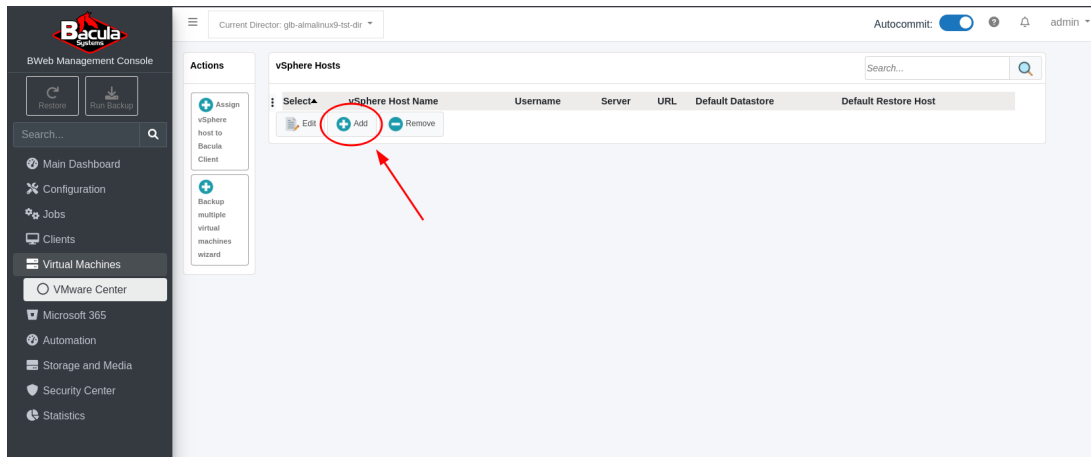 Bacula
Systems
BWeb Management Console
Restore
Run Backup
Search...
Main Dashboard
Configuration
Jobs
Clients
Virtual Machines
VMware Center
Microsoft 365
Automation
Storage and Media
Security Center
Statistics
Current Director: glb-almalinux9-tst-dir
Autocommit:
admin
Actions
Assign
vSphere
host to
Bacula
Client
Backup
multiple
virtual
machines
wizard
vSphere Hosts
Search...
Select vSphere Host Name Username Server URL Default Datastore Default Restore Host
Edit Add Remove